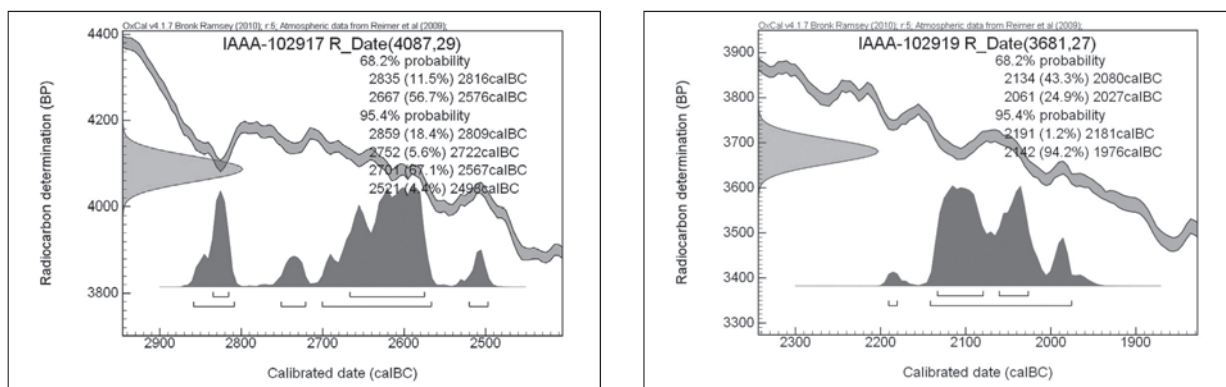 OxCal v4.1.7 Bronk Ramsey (2010); r:5; Atmospheric data from Reimer et al (2009);
IAAA-102917 R_Date(4087,29)
68.2% probability
2835 (11.5%) 2816calBC
2667 (56.7%) 2576calBC
95.4% probability
2859 (18.4%) 2809calBC
2752 (5.6%) 2722calBC
2701 (67.1%) 2567calBC
2521 (4.4%) 2498calBC
Radiocarbon determination (BP)
4400
4200
4000
3800
2900 2800 2700 2600 2500
Calibrated date (calBC)
OxCal v4.1.7 Bronk Ramsey (2010); r:5; Atmospheric data from Reimer et al (2009);
IAAA-102919 R_Date(3681,27)
68.2% probability
2134 (43.3%) 2080calBC
2061 (24.9%) 2027calBC
95.4% probability
2191 (1.2%) 2181calBC
2142 (94.2%) 1976calBC
Radiocarbon determination (BP)
3900
3800
3700
3600
3500
3400
3300
2300 2200 2100 2000 1900
Calibrated date (calBC)